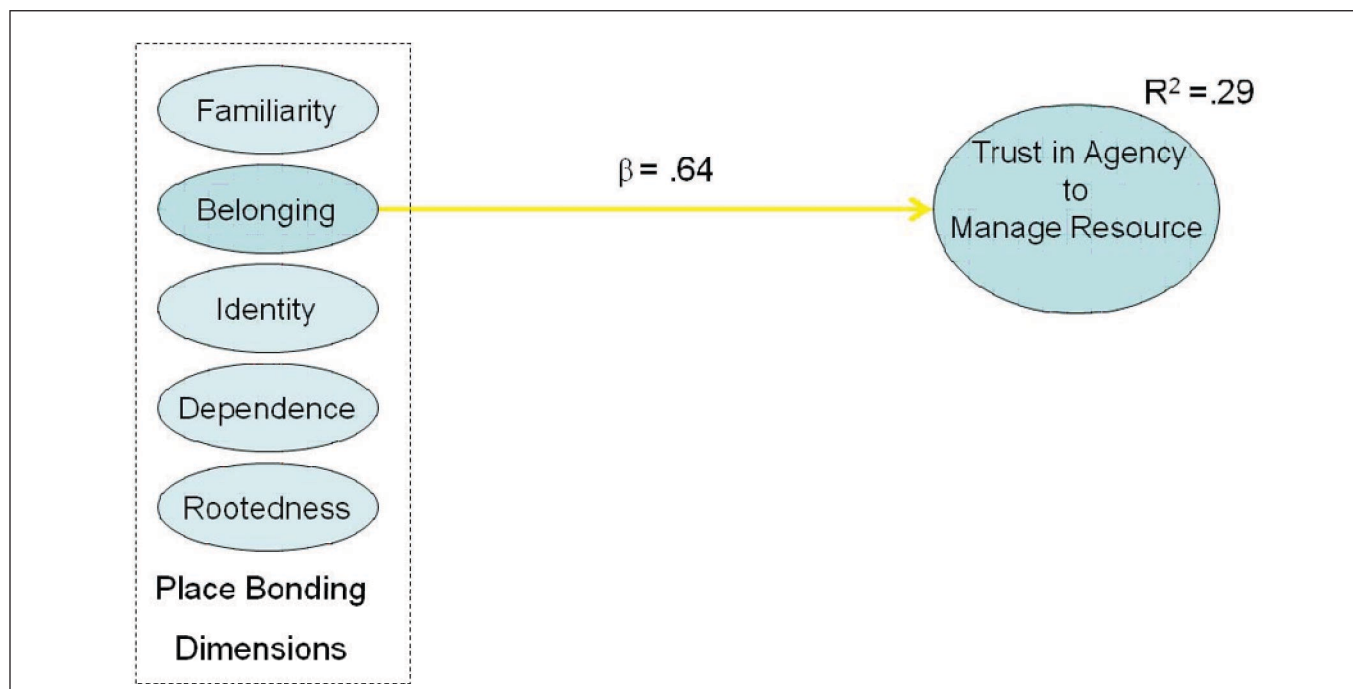 Familiarity
Belonging
Identity
Dependence
Rootedness
Place Bonding
Dimensions
β = .64
R² =.29
Trust in Agency
to
Manage Resource